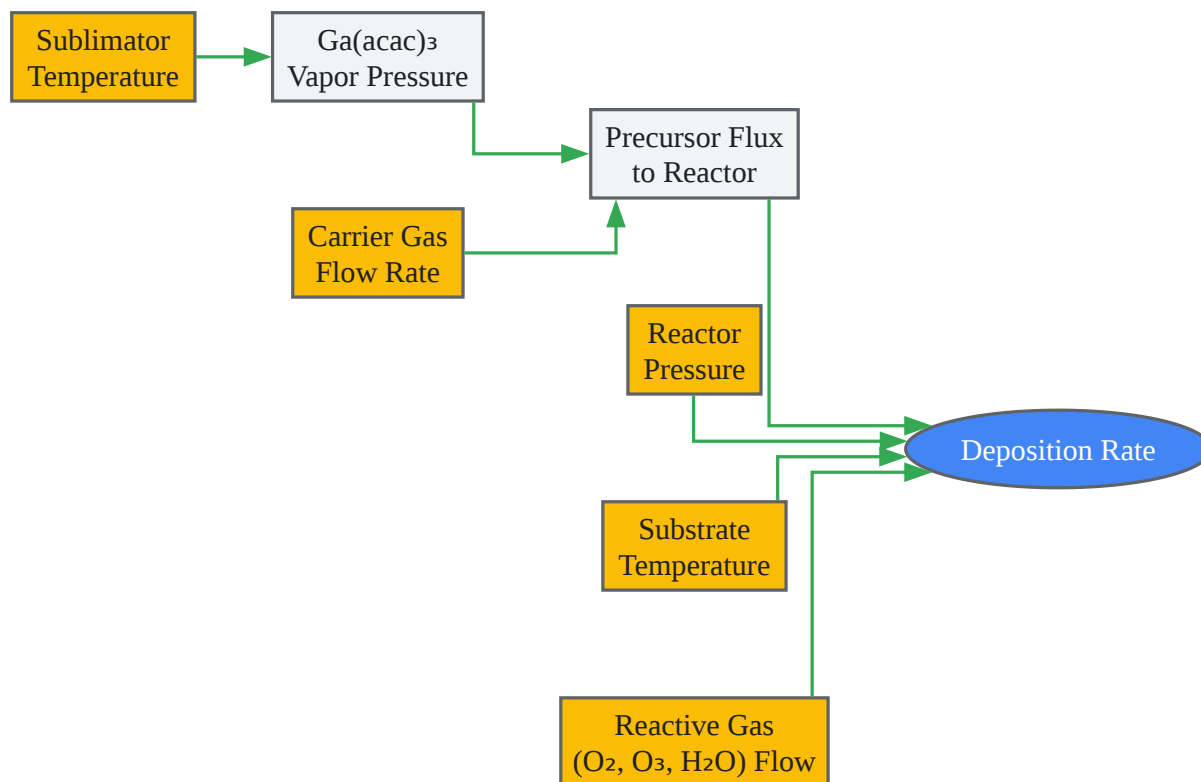 Sublimator
Temperature
Ga(acac)₃
Vapor Pressure
Precursor Flux
to Reactor
Carrier Gas
Flow Rate
Reactor
Pressure
Deposition Rate
Substrate
Temperature
Reactive Gas
(O₂, O₃, H₂O) Flow